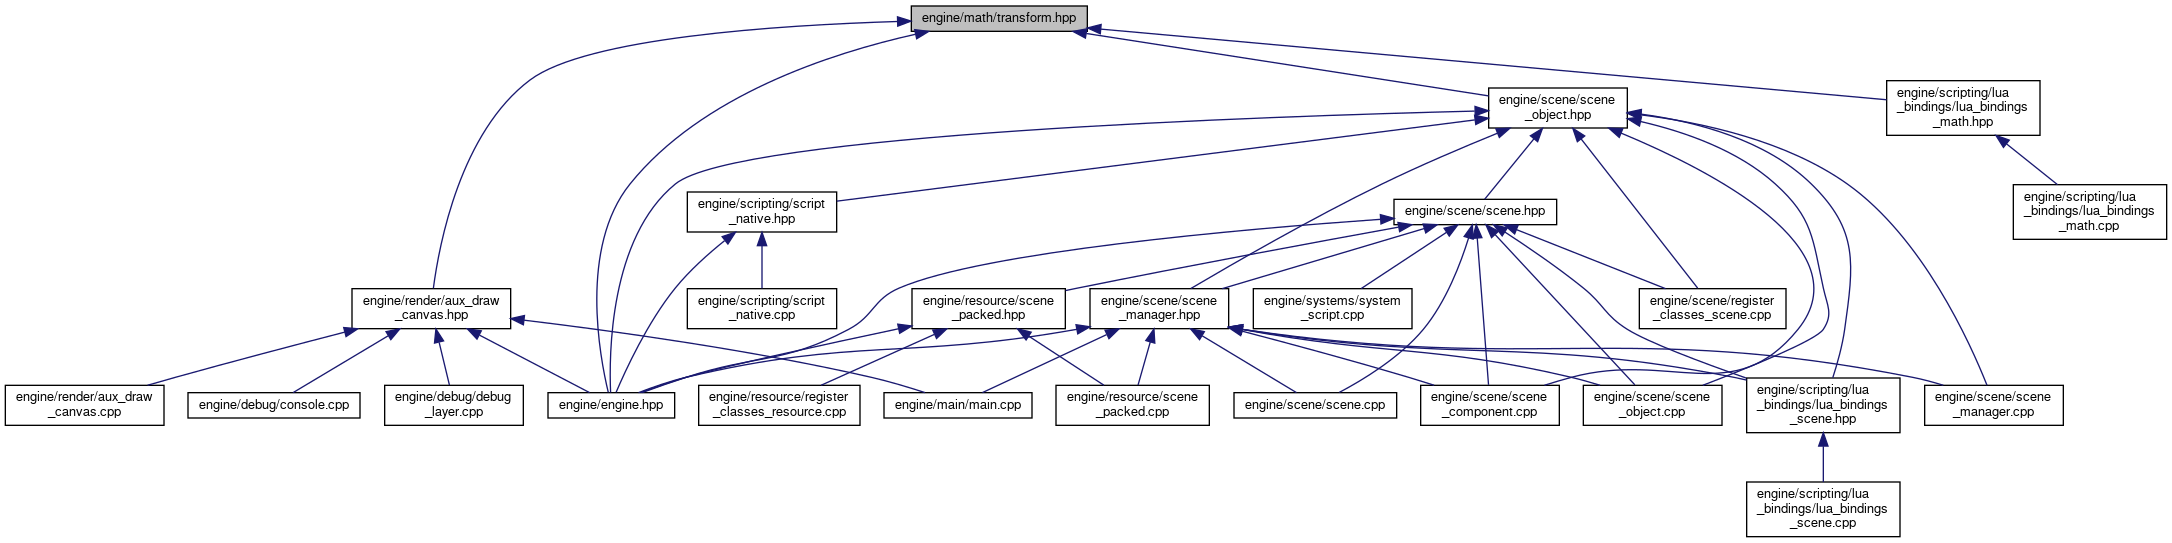 engine/math/transform.hpp
engine/scene/scene
_object.hpp
engine/scripting/lua
_bindings/lua_bindings
_math.hpp
engine/scripting/script
_native.hpp
engine/scene/scene.hpp
engine/scripting/lua
_bindings/lua_bindings
_math.cpp
engine/render/aux_draw
_canvas.hpp
engine/scripting/script
_native.cpp
engine/resource/scene
_packed.hpp
engine/scene/scene
_manager.hpp
engine/systems/system
_script.cpp
engine/scene/register
_classes_scene.cpp
engine/render/aux_draw
_canvas.cpp
engine/debug/console.cpp
engine/debug/debug
_layer.cpp
engine/engine.hpp
engine/resource/register
_classes_resource.cpp
engine/main/main.cpp
engine/resource/scene
_packed.cpp
engine/scene/scene.cpp
engine/scene/scene
_component.cpp
engine/scene/scene
_object.cpp
engine/scripting/lua
_bindings/lua_bindings
_scene.hpp
engine/scene/scene
_manager.cpp
engine/scripting/lua
_bindings/lua_bindings
_scene.cpp